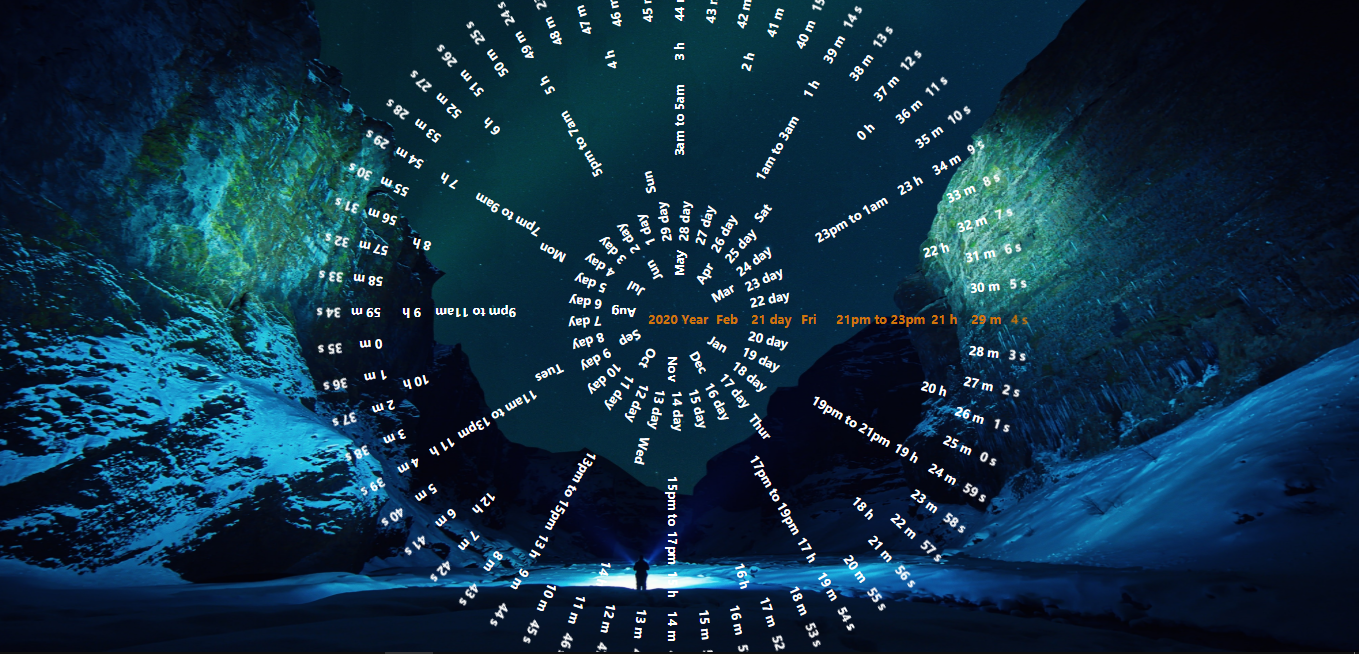 2020 Year Feb 21 day Fri 21pm to 23pm 21 h 29 m 4 s
Jan
Dec
Nov
Oct
Sep
Aug
Jul
Jun
May
Apr
Mar
20 day
19 day
18 day
17 day
16 day
15 day
14 day
13 day
12 day
11 day
10 day
9 day
8 day
7 day
6 day
5 day
4 day
3 day
2 day
1 day
29 day
28 day
27 day
26 day
25 day
24 day
23 day
22 day
Thur
Wed
Tues
Mon
Sun
Sat
19pm to 21pm
17pm to 19pm
15pm to 17pm
13pm to 15pm
11am to 13pm
9pm to 11am
7pm to 9am
5pm to 7am
3am to 5am
1am to 3am
23pm to 1am
20 h
19 h
18 h
17 h
16 h
13 h
12 h
11 h
10 h
9 h
8 h
7 h
6 h
5 h
4 h
3 h
2 h
1 h
0 h
23 h
22 h
28 m
27 m
26 m
25 m
24 m
23 m
22 m
21 m
20 m
19 m
18 m
17 m
16 m
15 m
14 m
13 m
12 m
11 m
10 m
9 m
8 m
7 m
6 m
5 m
4 m
3 m
2 m
1 m
0 m
59 m
58 m
57 m
56 m
55 m
54 m
53 m
52 m
51 m
50 m
49 m
48 m
47 m
46 m
45 m
44 m
43 m
42 m
41 m
40 m
39 m
38 m
37 m
36 m
35 m
34 m
33 m
32 m
31 m
30 m
3 s
2 s
1 s
0 s
59 s
58 s
57 s
56 s
55 s
54 s
53 s
52
46
45 s
44 s
43 s
42 s
41 s
40 s
39 s
38 s
37 s
36 s
35 s
34 s
33 s
32 s
31 s
30 s
29 s
28 s
27 s
26 s
25 s
24 s
14 s
13 s
12 s
11 s
10 s
9 s
8 s
7 s
6 s
5 s